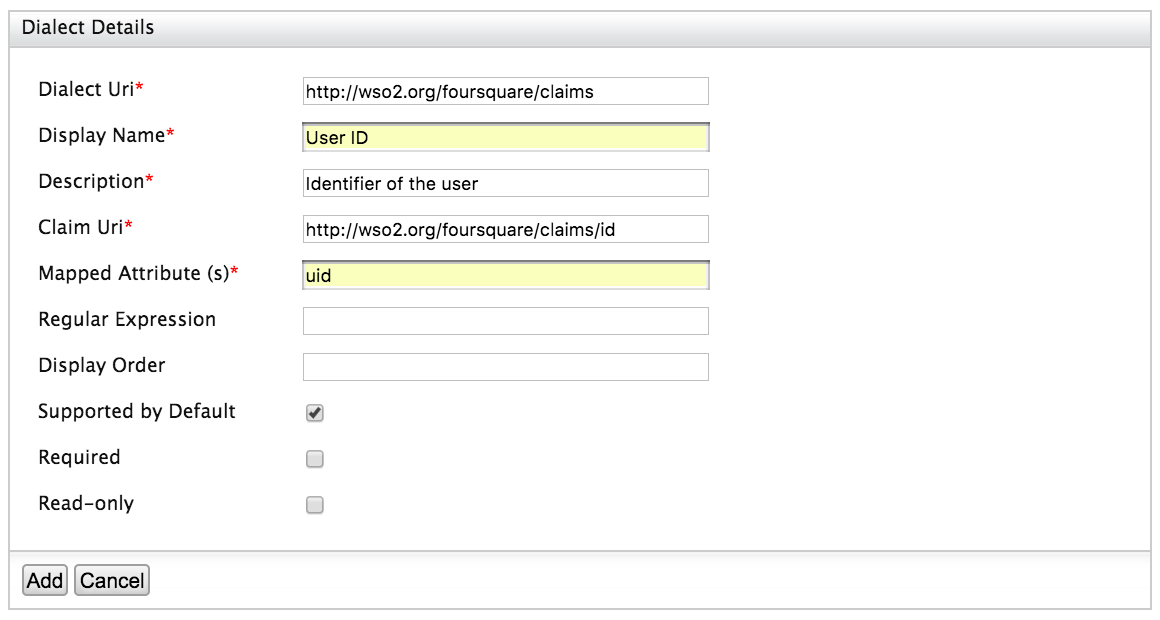 Dialect Details
Dialect Uri* http://wso2.org/foursquare/claims
Display Name* User ID
Description* Identifier of the user
Claim Uri* http://wso2.org/foursquare/claims/id
Mapped Attribute (s)* uid
Regular Expression
Display Order
Supported by Default
Required
Read-only
Add Cancel